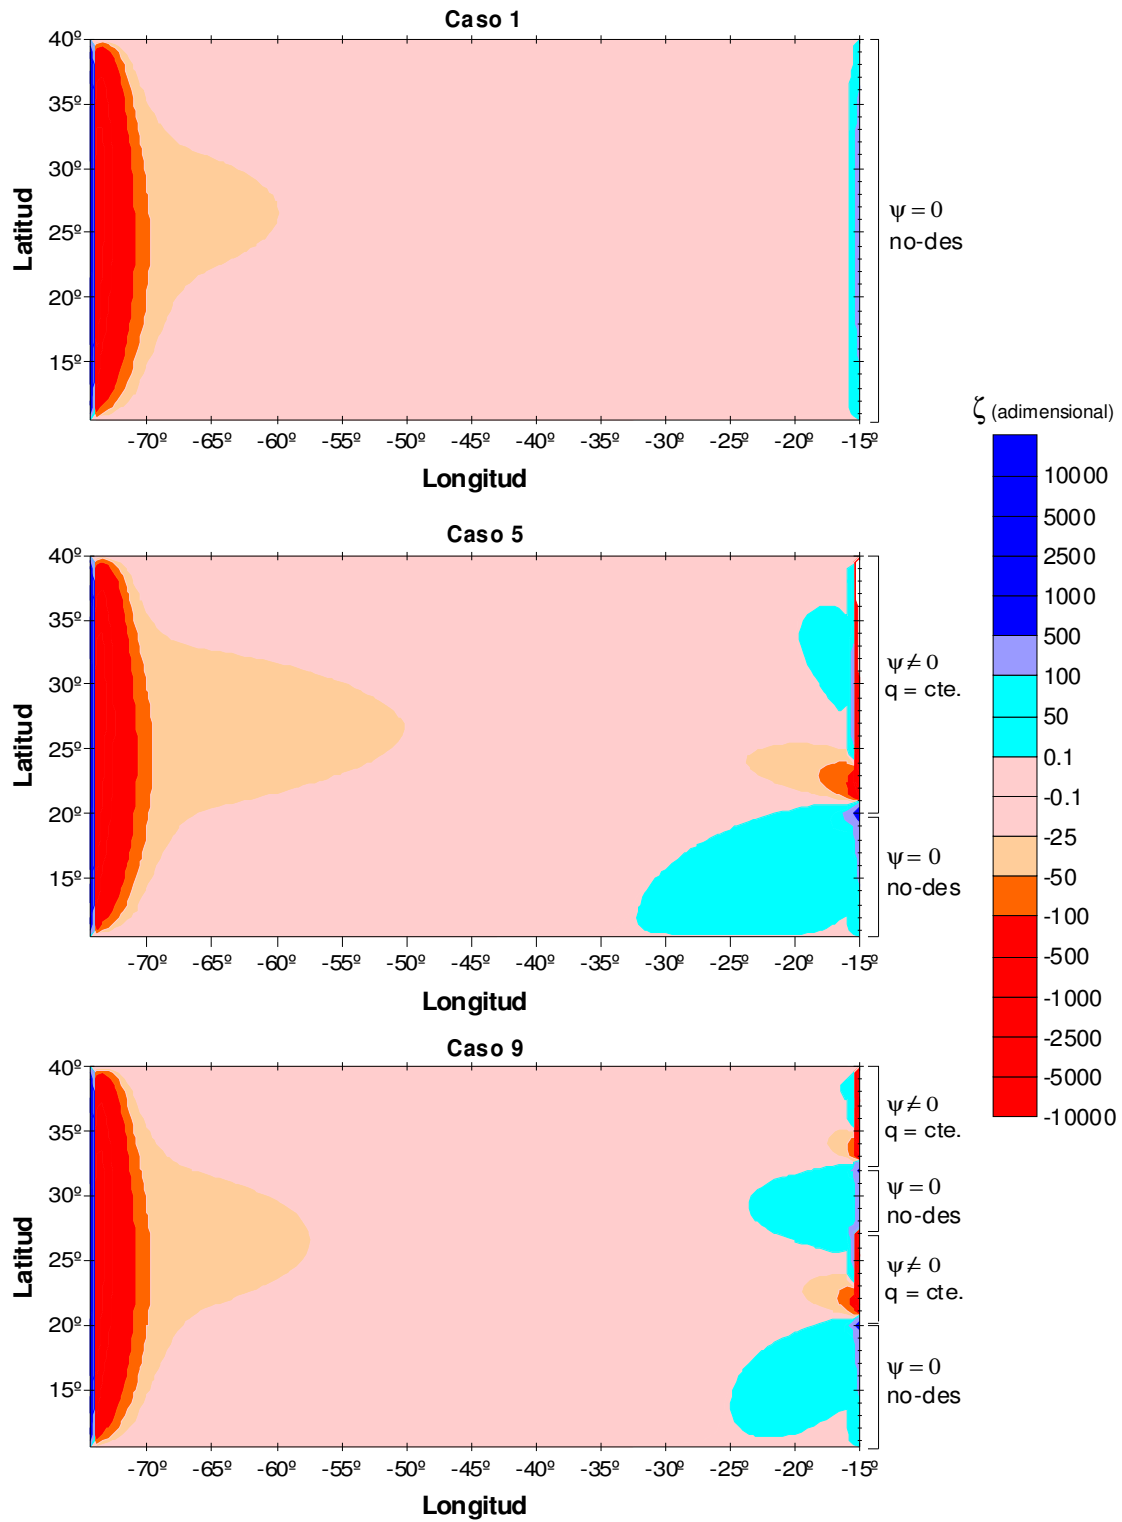 Caso 1
40º
35º
30º
25º
20º
15º
Latitud
-70º -65º -60º -55º -50º -45º -40º -35º -30º -25º -20º -15º
Longitud
ψ = 0
no-des
Caso 5
40º
35º
30º
25º
20º
15º
Latitud
-70º -65º -60º -55º -50º -45º -40º -35º -30º -25º -20º -15º
Longitud
ψ ≠ 0
q = cte.
ψ = 0
no-des
Caso 9
40º
35º
30º
25º
20º
15º
Latitud
-70º -65º -60º -55º -50º -45º -40º -35º -30º -25º -20º -15º
Longitud
ψ ≠ 0
q = cte.
ψ = 0
no-des
ψ ≠ 0
q = cte.
ψ = 0
no-des
ζ (adimensional)
10000
5000
2500
1000
500
100
50
0.1
-0.1
-25
-50
-100
-500
-1000
-2500
-5000
-10000